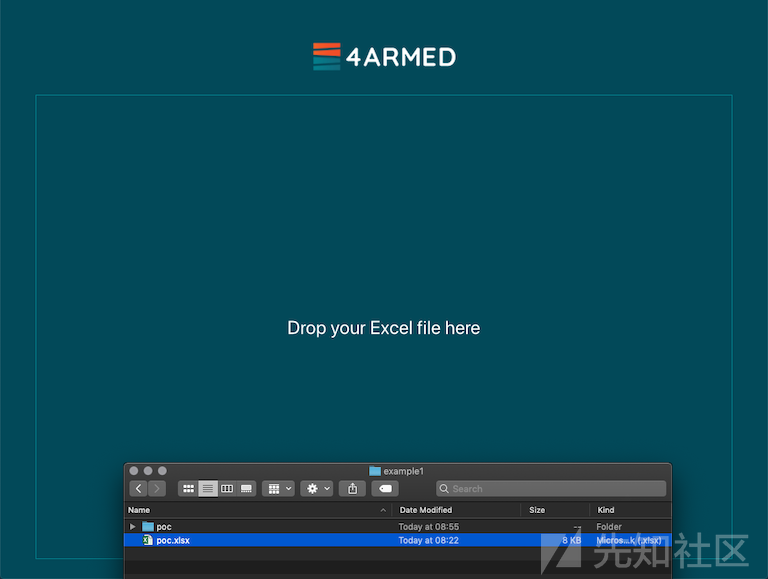 4ARMED
Drop your Excel file here
example1
Search
Name Date Modified Size Kind
poc Today at 08:55 -- Folder
poc.xlsx Today at 08:22 8 KB Micros...k (.xlsx)
先知社区